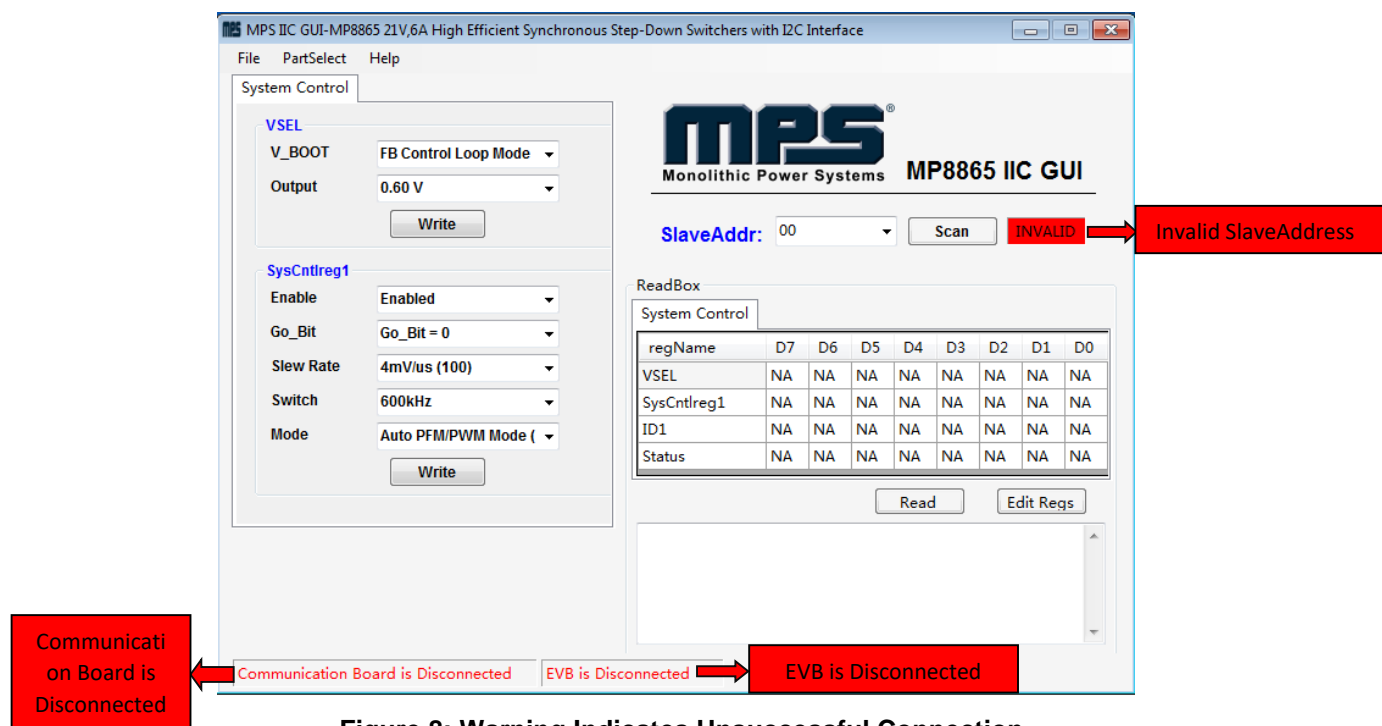 MPS IIC GUI-MP8865 21V,6A High Efficient Synchronous Step-Down Switchers with I2C Interface
File PartSelect Help
System Control
VSEL
V_BOOT FB Control Loop Mode
Output 0.60 V
Write
SysCntlreg1
Enable Enabled
Go_Bit Go_Bit = 0
Slew Rate 4mV/us (100)
Switch 600kHz
Mode Auto PFM/PWM Mode (
Write
mps®
Monolithic Power Systems
MP8865 IIC GUI
SlaveAddr: 00 Scan INVALID
Invalid SlaveAddress
ReadBox
System Control
regName D7 D6 D5 D4 D3 D2 D1 D0
VSEL NA NA NA NA NA NA NA NA
SysCntlreg1 NA NA NA NA NA NA NA NA
ID1 NA NA NA NA NA NA NA NA
Status NA NA NA NA NA NA NA NA
Read Edit Regs
Communicati
on Board is
Disconnected
Communication Board is Disconnected EVB is Disconnected
EVB is Disconnected
Figure 8: Warning Indicates Unsuccessful Connection